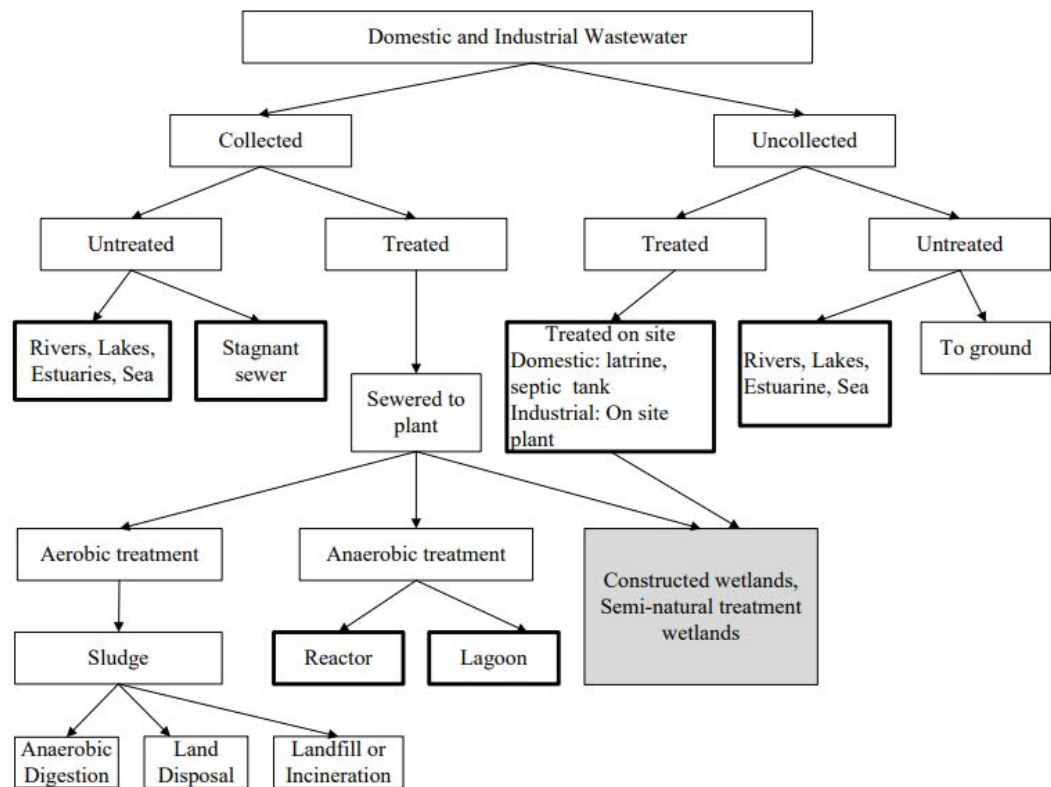 Domestic and Industrial Wastewater
Collected
Uncollected
Untreated
Treated
Treated
Untreated
Rivers, Lakes,
Estuaries, Sea
Stagnant
sewer
Treated on site
Domestic: latrine,
septic tank
Industrial: On site
plant
Rivers, Lakes,
Estuarine, Sea
To ground
Sewered to
plant
Aerobic treatment
Anaerobic treatment
Constructed wetlands,
Semi-natural treatment
wetlands
Sludge
Reactor
Lagoon
Anaerobic
Digestion
Land
Disposal
Landfill or
Incineration